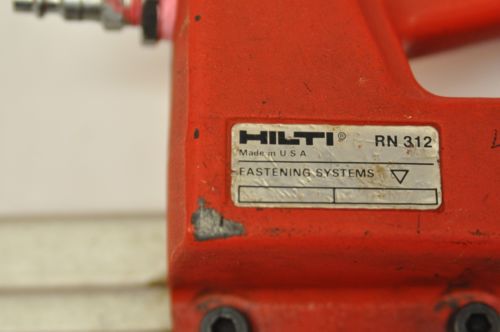 HILTI® RN 312
Made in U.S.A
FASTENING SYSTEMS